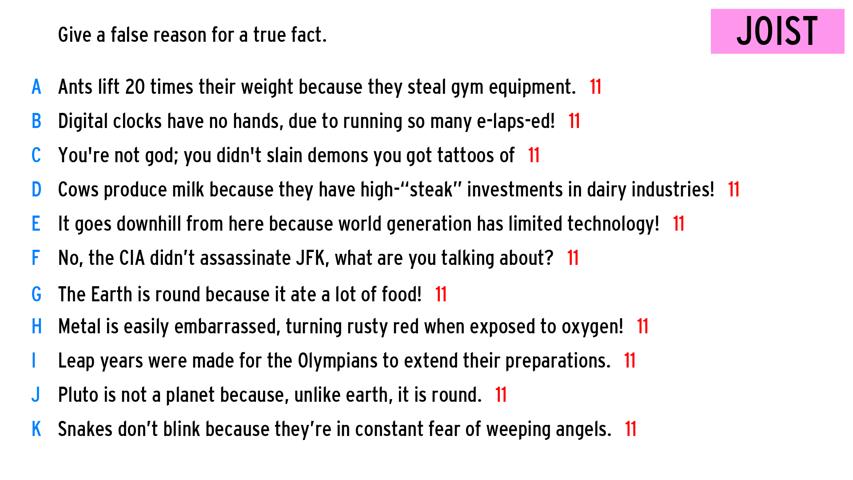 Give a false reason for a true fact.
JOIST
A Ants lift 20 times their weight because they steal gym equipment. 11
B Digital clocks have no hands, due to running so many e-laps-ed! 11
C You're not god; you didn't slain demons you got tattoos of 11
D Cows produce milk because they have high-“steak” investments in dairy industries! 11
E It goes downhill from here because world generation has limited technology! 11
F No, the CIA didn’t assassinate JFK, what are you talking about? 11
G The Earth is round because it ate a lot of food! 11
H Metal is easily embarrassed, turning rusty red when exposed to oxygen! 11
I Leap years were made for the Olympians to extend their preparations. 11
J Pluto is not a planet because, unlike earth, it is round. 11
K Snakes don’t blink because they’re in constant fear of weeping angels. 11